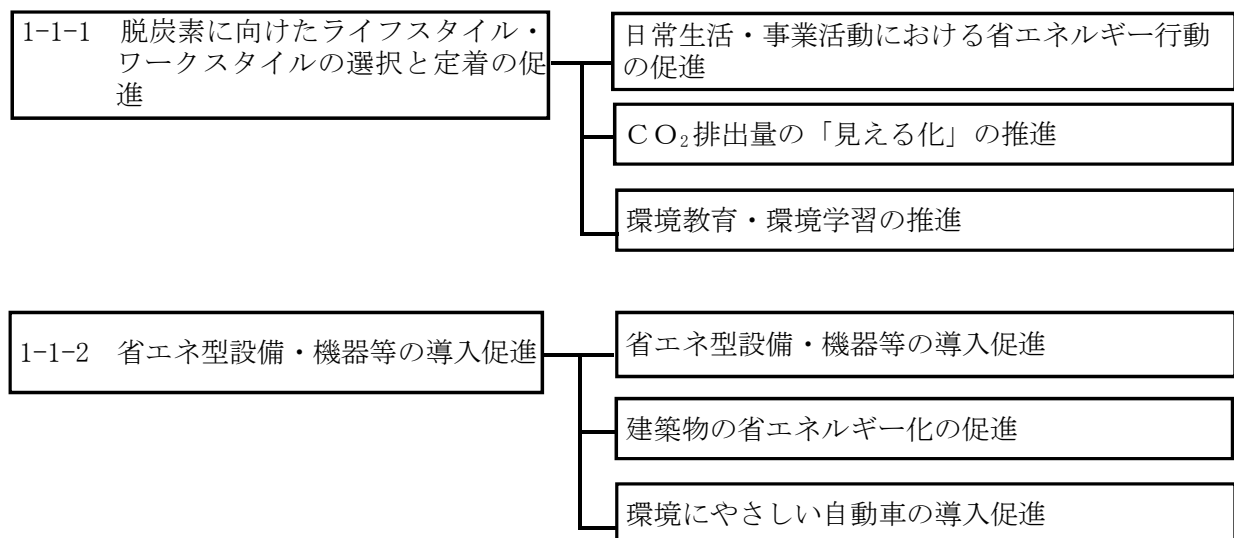 1-1-1 脱炭素に向けたライフスタイル・
ワークスタイルの選択と定着の促
進
日常生活・事業活動における省エネルギー行動
の促進
ＣＯ₂排出量の「見える化」の推進
環境教育・環境学習の推進
1-1-2 省エネ型設備・機器等の導入促進
省エネ型設備・機器等の導入促進
建築物の省エネルギー化の促進
環境にやさしい自動車の導入促進